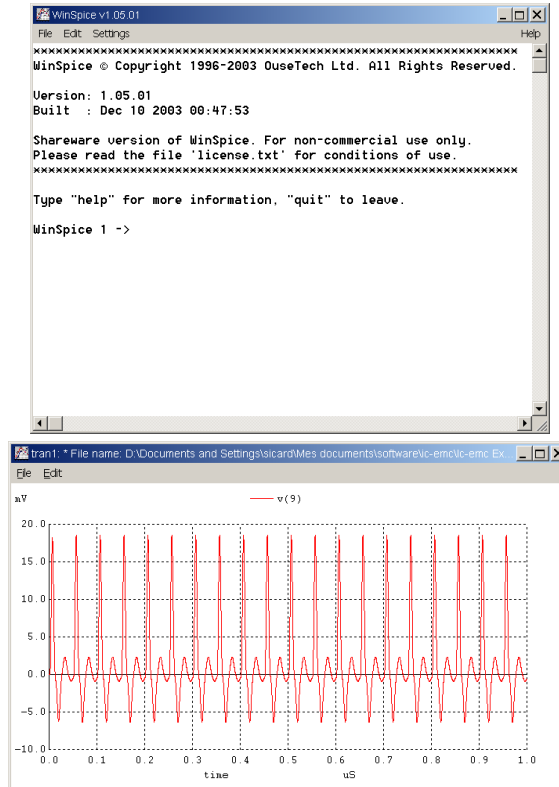 WinSpice v1.05.01
File Edit Settings Help
****************************************************************
WinSpice © Copyright 1996-2003 OuseTech Ltd. All Rights Reserved.
Version: 1.05.01
Built : Dec 10 2003 00:47:53
Shareware version of WinSpice. For non-commercial use only.
Please read the file 'license.txt' for conditions of use.
****************************************************************
Type "help" for more information, "quit" to leave.
WinSpice 1 ->
tran1: * File name: D:\Documents and Settings\sicard\Mes documents\software\ic-emc\Ic-emc Ex...
File Edit
mV
v(9)
20.0
15.0
10.0
5.0
0.0
-5.0
-10.0
0.0 0.1 0.2 0.3 0.4 0.5 0.6 0.7 0.8 0.9 1.0
time uS